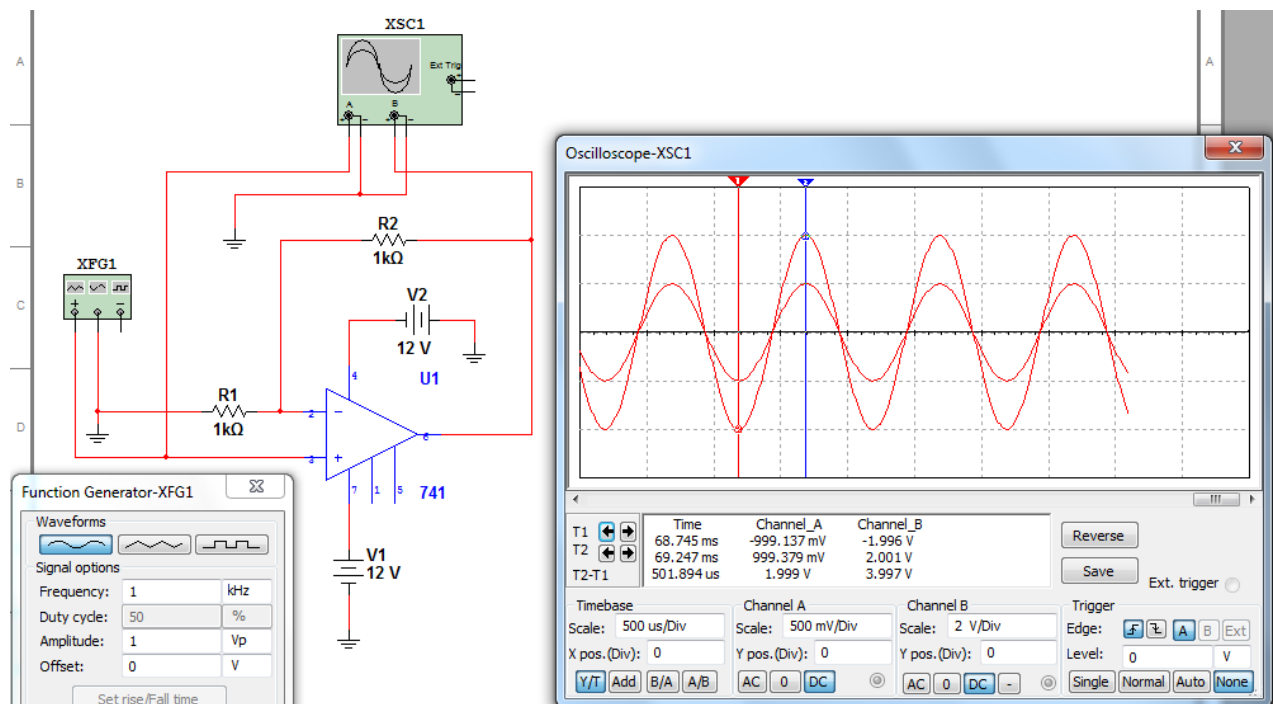 XSC1
A
A
Ext Trig
+
-
A
B
+ - + -
Oscilloscope-XSC1
B
R2
1kΩ
XFG1
+ -
C
V2
12 V
4
U1
R1
1kΩ
2
-
6
D
3
+
7
1
5
741
V1
12 V
1
2
Time Channel_A Channel_B
T1 68.745 ms -999.137 mV -1.996 V
T2 69.247 ms 999.379 mV 2.001 V
T2-T1 501.894 us 1.999 V 3.997 V
Reverse
Save
Ext. trigger
Timebase
Scale: 500 us/Div
X pos.(Div): 0
Y/T Add B/A A/B
Channel A
Scale: 500 mV/Div
Y pos.(Div): 0
AC 0 DC
Channel B
Scale: 2 V/Div
Y pos.(Div): 0
AC 0 DC -
Trigger
Edge: A B Ext
Level: 0 V
Single Normal Auto None
Function Generator-XFG1
Waveforms
Signal options
Frequency: 1 kHz
Duty cycle: 50 %
Amplitude: 1 Vp
Offset: 0 V
Set rise/Fall time